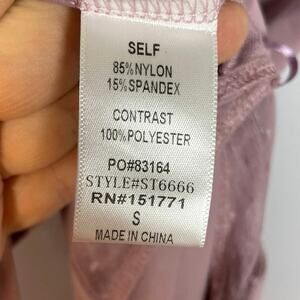 SELF
85%NYLON
15%SPANDEX
CONTRAST
100%POLYESTER
PO#83164
STYLE#ST6666
RN#151771
S
MADE IN CHINA